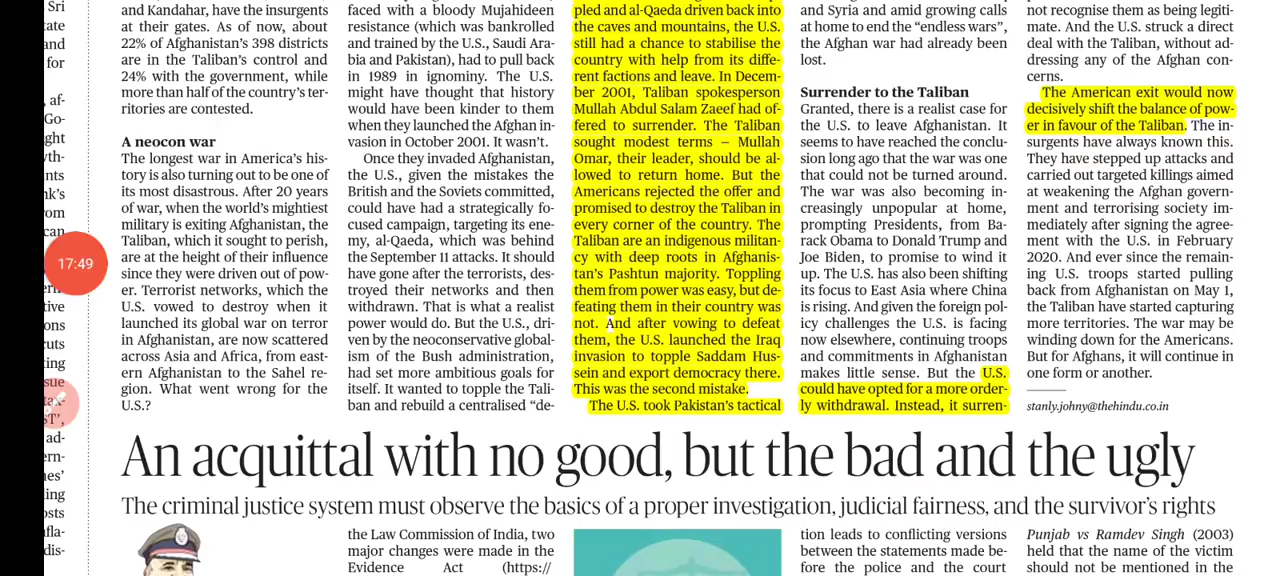 Sri
tate
and
for
, af-
Go-
ght
yth-
nts
nk's
rom
can
ern-
tive
ions
cuts
king
sue
tax-
ST',
ad-
ern-
nes'
ling
osts
nfla-
dis-
17:49
and Kandahar, have the insurgents
at their gates. As of now, about
22% of Afghanistan's 398 districts
are in the Taliban's control and
24% with the government, while
more than half of the country's ter-
ritories are contested.
A neocon war
The longest war in America's his-
tory is also turning out to be one of
its most disastrous. After 20 years
of war, when the world's mightiest
military is exiting Afghanistan, the
Taliban, which it sought to perish,
are at the height of their influence
since they were driven out of pow-
er. Terrorist networks, which the
U.S. vowed to destroy when it
launched its global war on terror
in Afghanistan, are now scattered
across Asia and Africa, from east-
ern Afghanistan to the Sahel re-
gion. What went wrong for the
U.S.?
faced with a bloody Mujahideen
resistance (which was bankrolled
and trained by the U.S., Saudi Ara-
bia and Pakistan), had to pull back
in 1989 in ignominy. The U.S.
might have thought that history
would have been kinder to them
when they launched the Afghan in-
vasion in October 2001. It wasn't.
Once they invaded Afghanistan,
the U.S., given the mistakes the
British and the Soviets committed,
could have had a strategically fo-
cused campaign, targeting its ene-
my, al-Qaeda, which was behind
the September 11 attacks. It should
have gone after the terrorists, des-
troyed their networks and then
withdrawn. That is what a realist
power would do. But the U.S., dri-
ven by the neoconservative global-
ism of the Bush administration,
had set more ambitious goals for
itself. It wanted to topple the Tali-
ban and rebuild a centralised "de-
pled and al-Qaeda driven back into
the caves and mountains, the U.S.
still had a chance to stabilise the
country with help from its diffe-
rent factions and leave. In Decem-
ber 2001, Taliban spokesperson
Mullah Abdul Salam Zaeef had of-
fered to surrender. The Taliban
sought modest terms — Mullah
Omar, their leader, should be al-
lowed to return home. But the
Americans rejected the offer and
promised to destroy the Taliban in
every corner of the country. The
Taliban are an indigenous militan-
cy with deep roots in Afghanis-
tan's Pashtun majority. Toppling
them from power was easy, but de-
feating them in their country was
not. And after vowing to defeat
them, the U.S. launched the Iraq
invasion to topple Saddam Hus-
sein and export democracy there.
This was the second mistake.
The U.S. took Pakistan's tactical
and Syria and amid growing calls
at home to end the "endless wars",
the Afghan war had already been
lost.
Surrender to the Taliban
Granted, there is a realist case for
the U.S. to leave Afghanistan. It
seems to have reached the conclu-
sion long ago that the war was one
that could not be turned around.
The war was also becoming in-
creasingly unpopular at home,
prompting Presidents, from Ba-
rack Obama to Donald Trump and
Joe Biden, to promise to wind it
up. The U.S. has also been shifting
its focus to East Asia where China
is rising. And given the foreign pol-
icy challenges the U.S. is facing
now elsewhere, continuing troops
and commitments in Afghanistan
makes little sense. But the U.S.
could have opted for a more order-
ly withdrawal. Instead, it surren-
not recognise them as being legiti-
mate. And the U.S. struck a direct
deal with the Taliban, without ad-
dressing any of the Afghan con-
cerns.
The American exit would now
decisively shift the balance of pow-
er in favour of the Taliban. The in-
surgents have always known this.
They have stepped up attacks and
carried out targeted killings aimed
at weakening the Afghan govern-
ment and terrorising society im-
mediately after signing the agree-
ment with the U.S. in February
2020. And ever since the remain-
ing U.S. troops started pulling
back from Afghanistan on May 1,
the Taliban have started capturing
more territories. The war may be
winding down for the Americans.
But for Afghans, it will continue in
one form or another.
stanly.johny@thehindu.co.in
An acquittal with no good, but the bad and the ugly
The criminal justice system must observe the basics of a proper investigation, judicial fairness, and the survivor's rights
the Law Commission of India, two
major changes were made in the
Evidence Act (https://
tion leads to conflicting versions
between the statements made be-
fore the police and the court
Punjab vs Ramdev Singh (2003)
held that the name of the victim
should not be mentioned in the